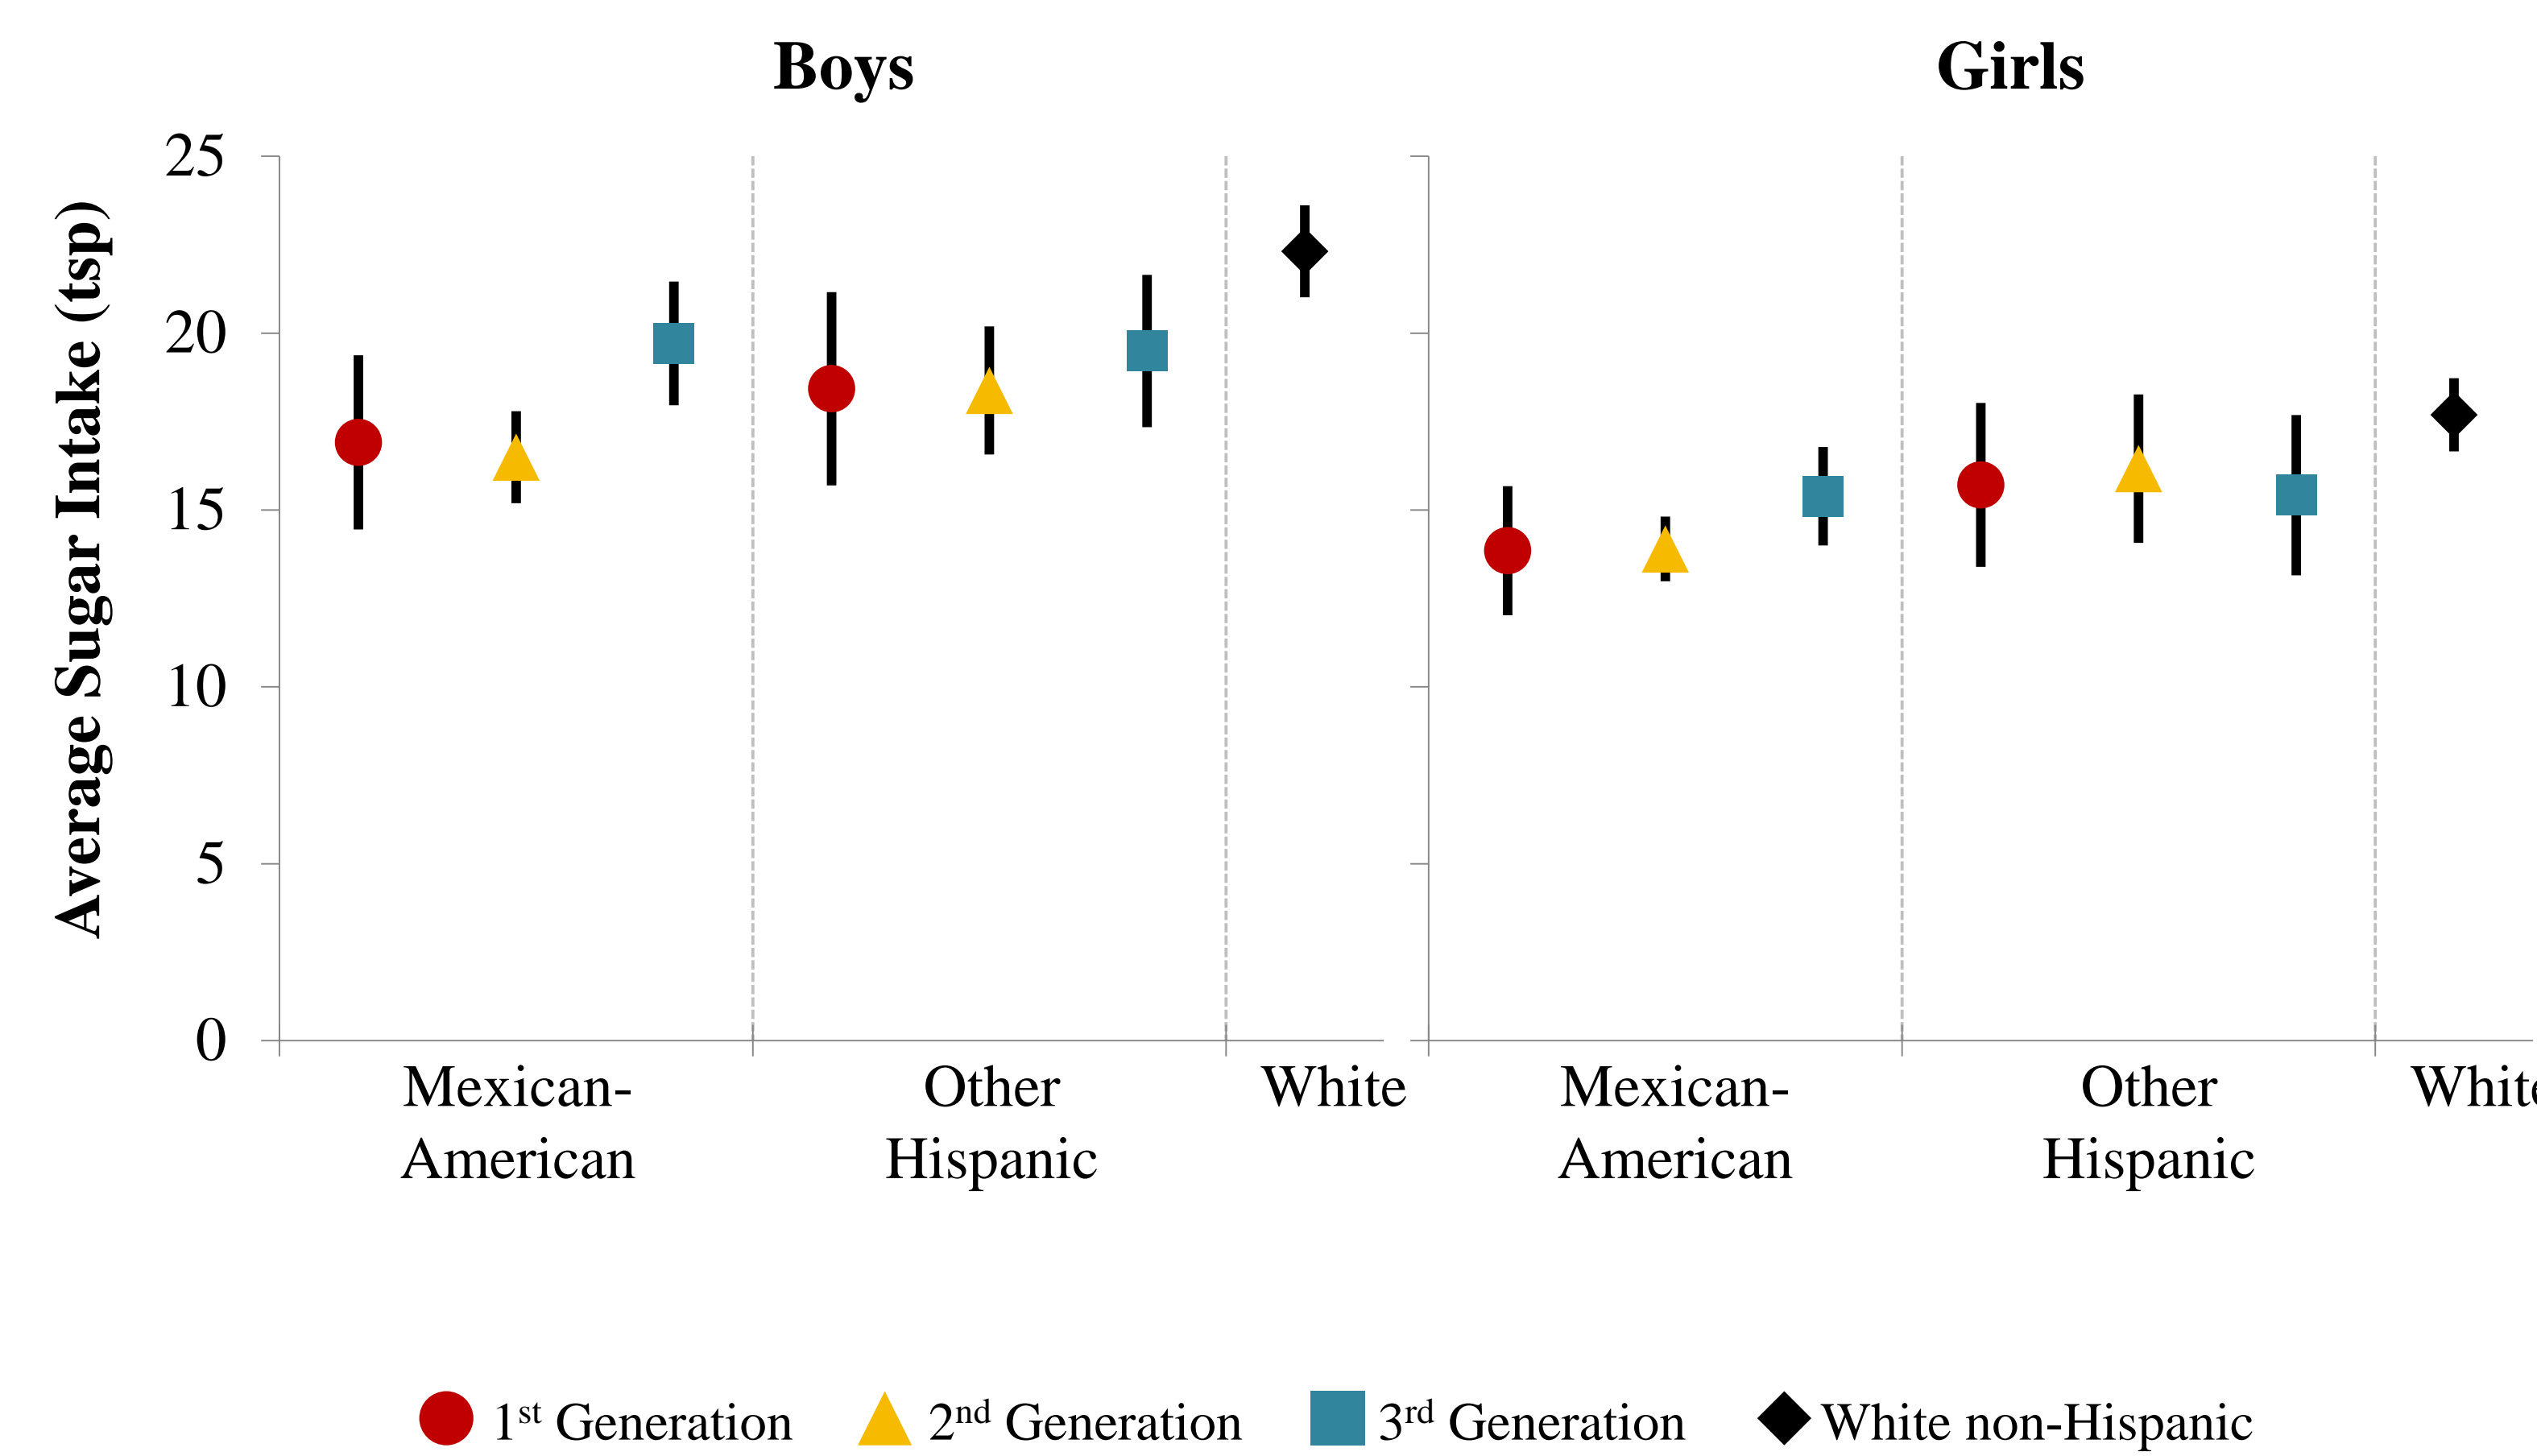 Boys
Girls
Average Sugar Intake (tsp)
25
20
15
10
5
0
Mexican-
American
Other
Hispanic
White
Mexican-
American
Other
Hispanic
White
1st Generation
2nd Generation
3rd Generation
White non-Hispanic